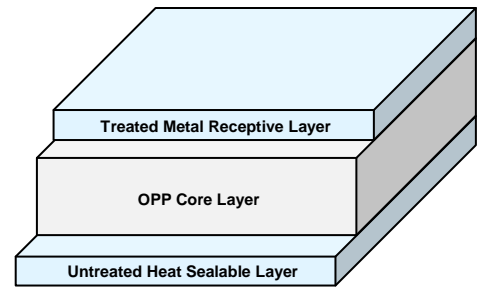 Treated Metal Receptive Layer
OPP Core Layer
Untreated Heat Sealable Layer